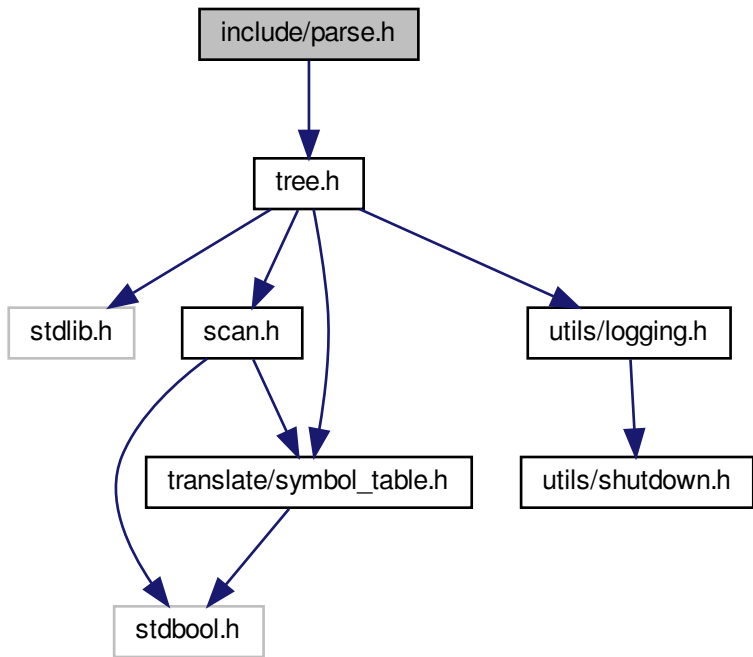 include/parse.h
tree.h
stdlib.h
scan.h
utils/logging.h
translate/symbol_table.h
utils/shutdown.h
stdbool.h